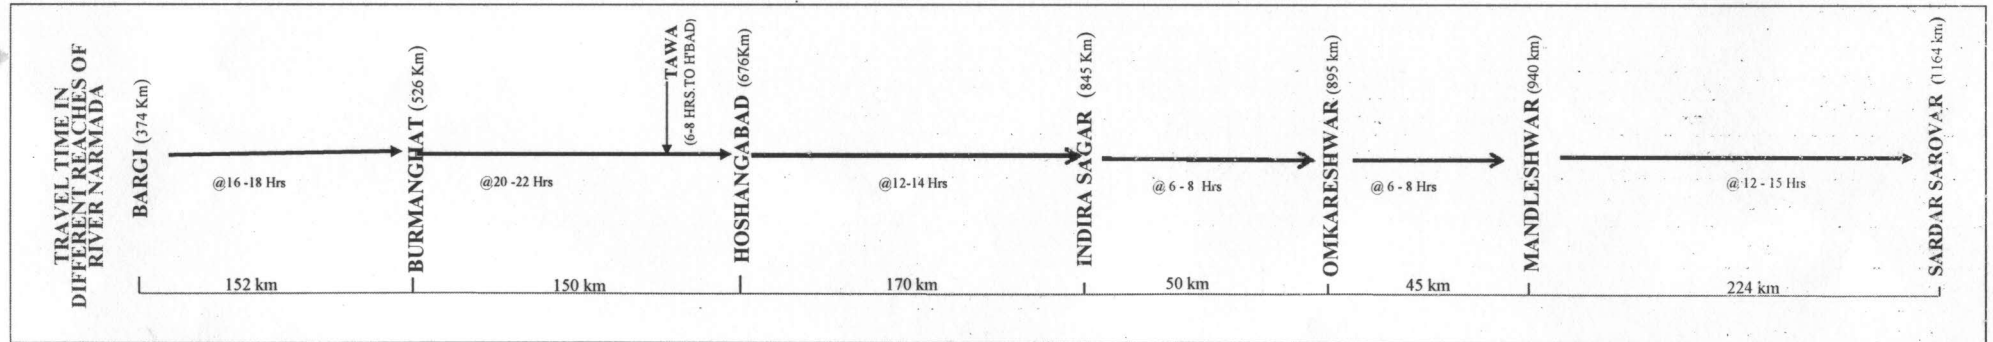 TRAVEL TIME IN
DIFFERENT REACHES OF
RIVER NARMADA
BARGI (374 Km)
@16 -18 Hrs
BURMANGHAT (526 Km)
@20 -22 Hrs
TAWA
(6-8 HRS.TO H'BAD)
HOSHANGABAD (676Km)
@12-14 Hrs
INDIRA SAGAR (845 Km)
@ 6 - 8 Hrs
OMKARESHWAR (895 km)
@ 6 - 8 Hrs
MANDLESHWAR (940 km)
@ 12 - 15 Hrs
SARDAR SAROVAR (1164 km)
152 km
150 km
170 km
50 km
45 km
224 km